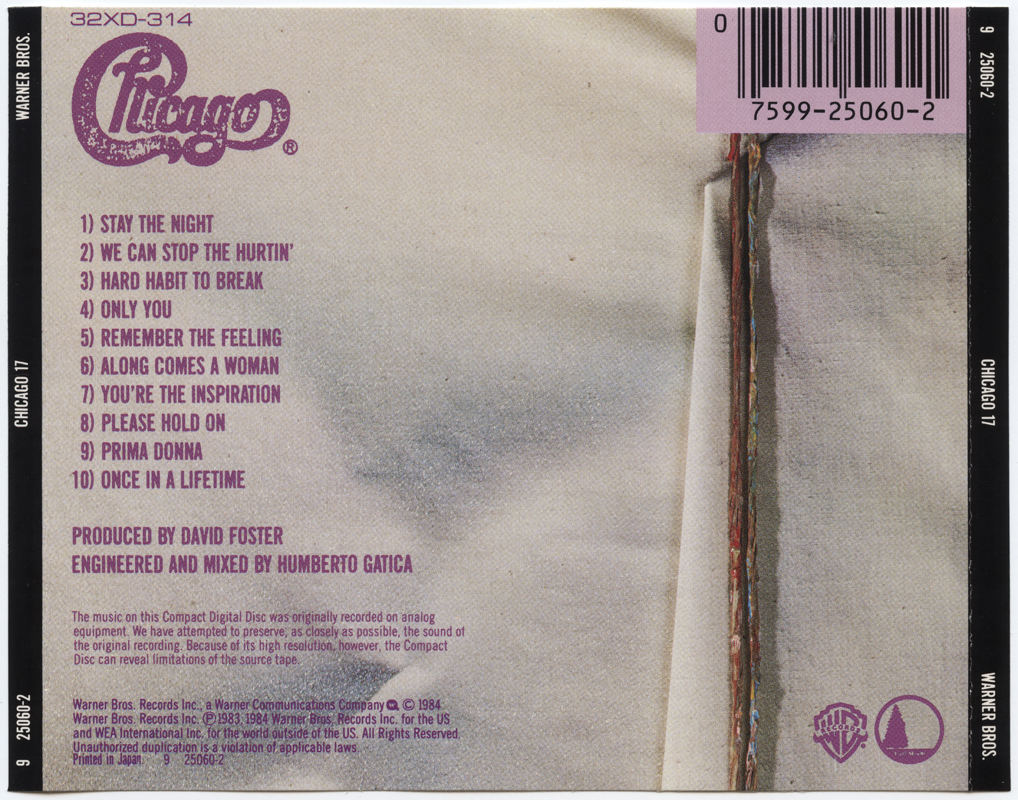 32XD-314
Chicago®
0
7599-25060-2
WARNER BROS.
CHICAGO 17
9 25060-2
1) STAY THE NIGHT
2) WE CAN STOP THE HURTIN'
3) HARD HABIT TO BREAK
4) ONLY YOU
5) REMEMBER THE FEELING
6) ALONG COMES A WOMAN
7) YOU'RE THE INSPIRATION
8) PLEASE HOLD ON
9) PRIMA DONNA
10) ONCE IN A LIFETIME
PRODUCED BY DAVID FOSTER
ENGINEERED AND MIXED BY HUMBERTO GATICA
The music on this Compact Digital Disc was originally recorded on analog
equipment. We have attempted to preserve, as closely as possible, the sound of
the original recording. Because of its high resolution, however, the Compact
Disc can reveal limitations of the source tape.
Warner Bros. Records Inc., a Warner Communications Company © 1984
Warner Bros. Records Inc. ℗ 1983, 1984 Warner Bros. Records Inc. for the US
and WEA International Inc. for the world outside of the US. All Rights Reserved.
Unauthorized duplication is a violation of applicable laws.
Printed in Japan 9 25060-2
WB RECORDS ®
9 25060-2
CHICAGO 17
WARNER BROS.